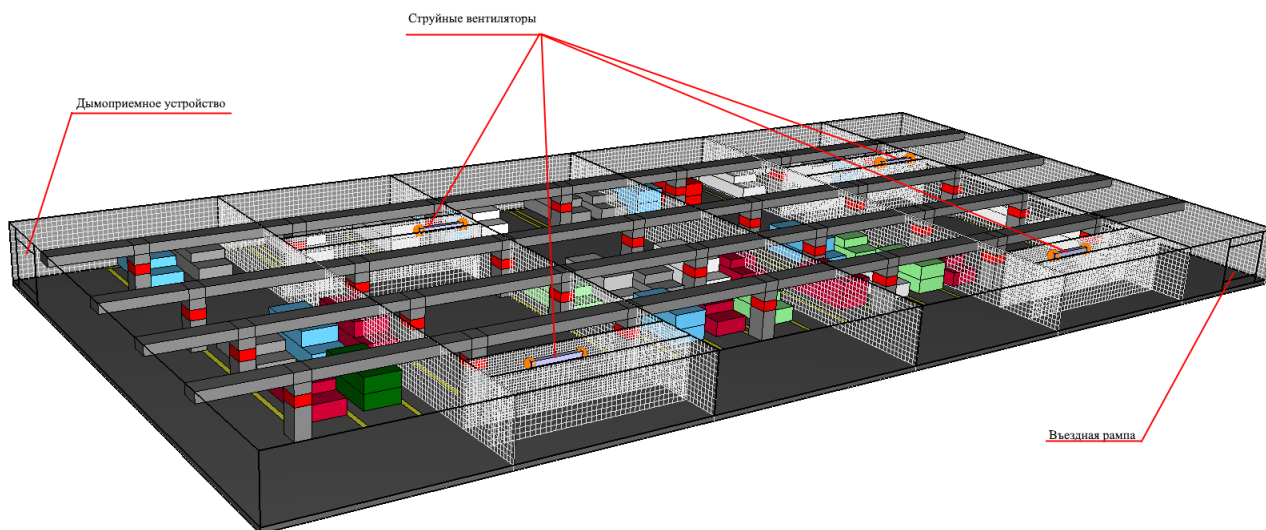 Струйные вентиляторы
Дымоприемное устройство
Въездная рампа